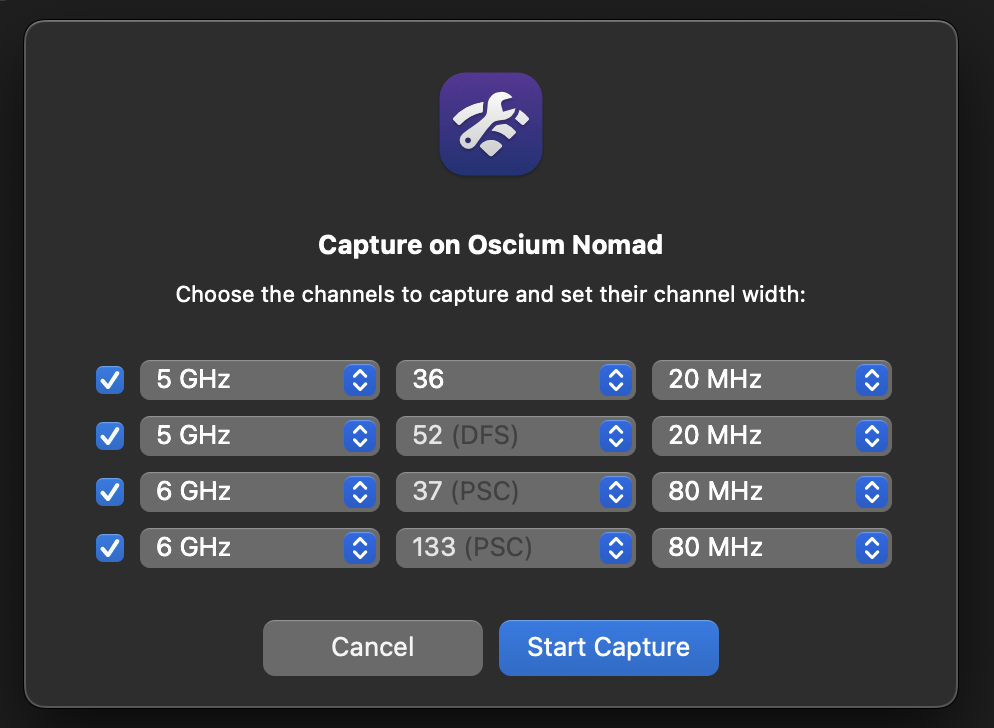 Capture on Oscium Nomad
Choose the channels to capture and set their channel width:
5 GHz 36 20 MHz
5 GHz 52 (DFS) 20 MHz
6 GHz 37 (PSC) 80 MHz
6 GHz 133 (PSC) 80 MHz
Cancel Start Capture